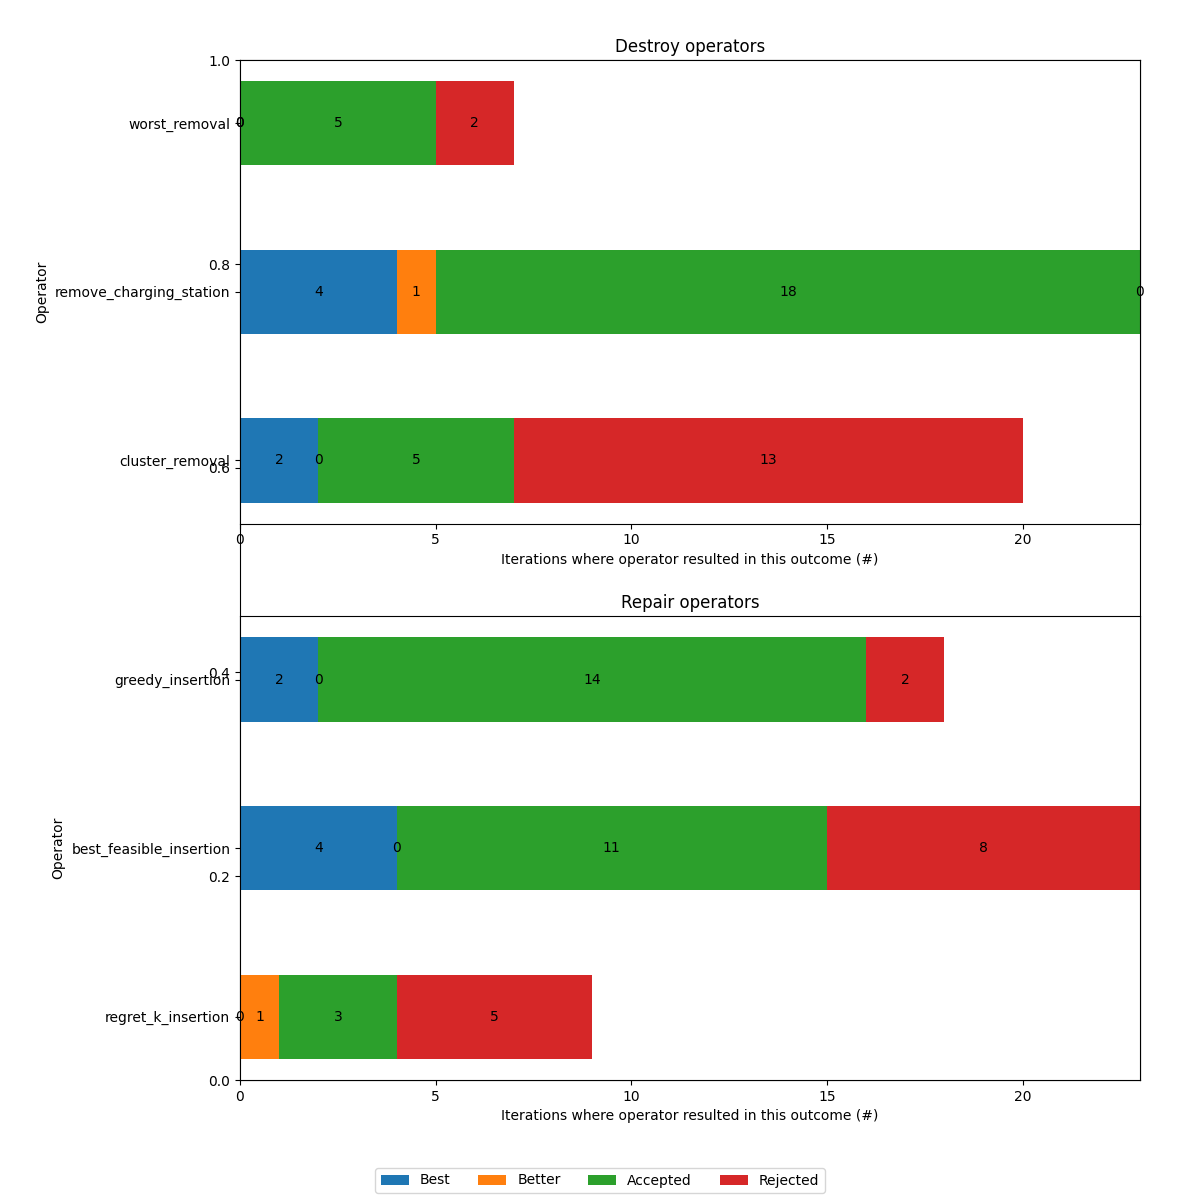 Destroy operators
1.0
worst_removal 0 0 5 2
Operator
0.8
remove_charging_station 4 1 18 0
cluster_removal 2 0 5 13
0.6
0 5 10 15 20
Iterations where operator resulted in this outcome (#)
Repair operators
0.4
greedy_insertion 2 0 14 2
Operator
best_feasible_insertion 4 0 11 8
0.2
regret_k_insertion 0 1 3 5
0.0
0 5 10 15 20
Iterations where operator resulted in this outcome (#)
Best Better Accepted Rejected